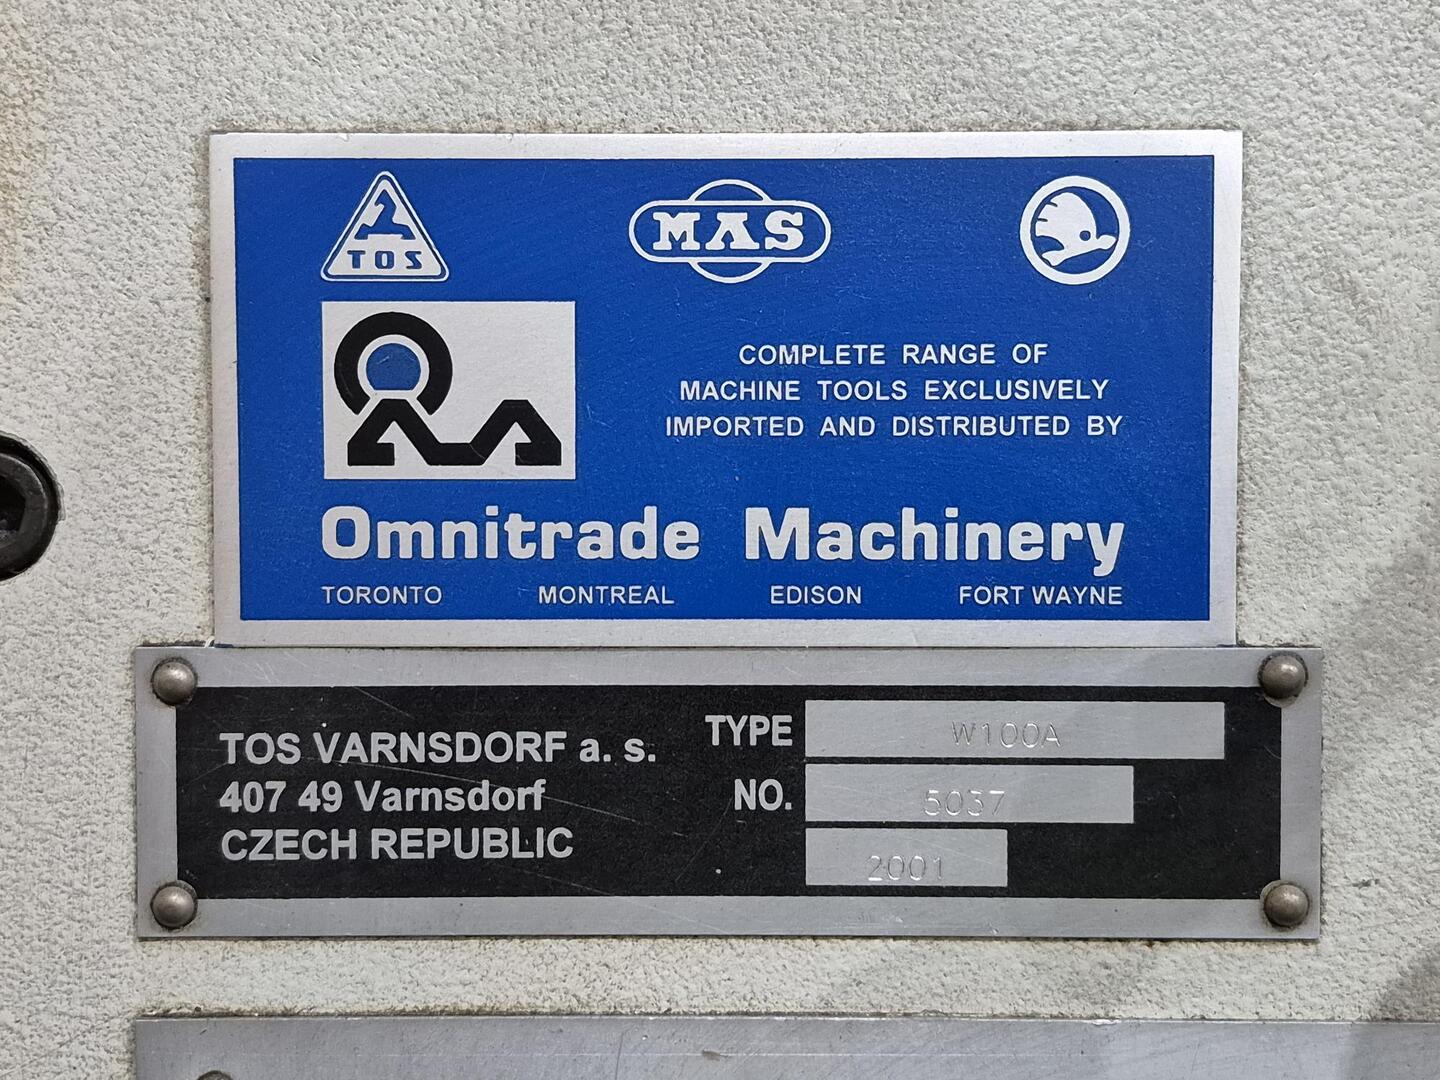 TOS
MAS
COMPLETE RANGE OF
MACHINE TOOLS EXCLUSIVELY
IMPORTED AND DISTRIBUTED BY
Omnitrade Machinery
TORONTO MONTREAL EDISON FORT WAYNE
TOS VARNSDORF a. s.
407 49 Varnsdorf
CZECH REPUBLIC
TYPE W100A
NO. 5037
2001